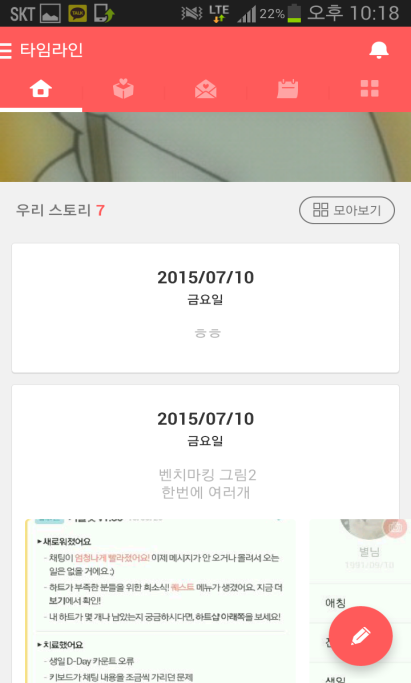 SKT LTE 22% 오후 10:18
타임라인
우리 스토리 7
모아보기
2015/07/10
금요일
ㅎㅎ
2015/07/10
금요일
벤치마킹 그림2
한번에 여러개
▸새로워졌어요
- 채팅이 엄청나게 빨라졌어요! 이제 메시지가 안 오거나 몰려서 오는
일은 없을 거에요 ;)
- 하트가 부족한 분들을 위한 희소식! 퀘스트 메뉴가 생겼어요, 지금 더
보기에서 확인!
- 내 하트가 몇 개나 남았는지 궁금하시다면, 하트샵 아래쪽을 보세요!
▸치료했어요
- 생일 D-Day 카운트 오류
- 키보드가 채팅 내용을 조금씩 가리던 문제
별님
1995/09/10
애칭
생일